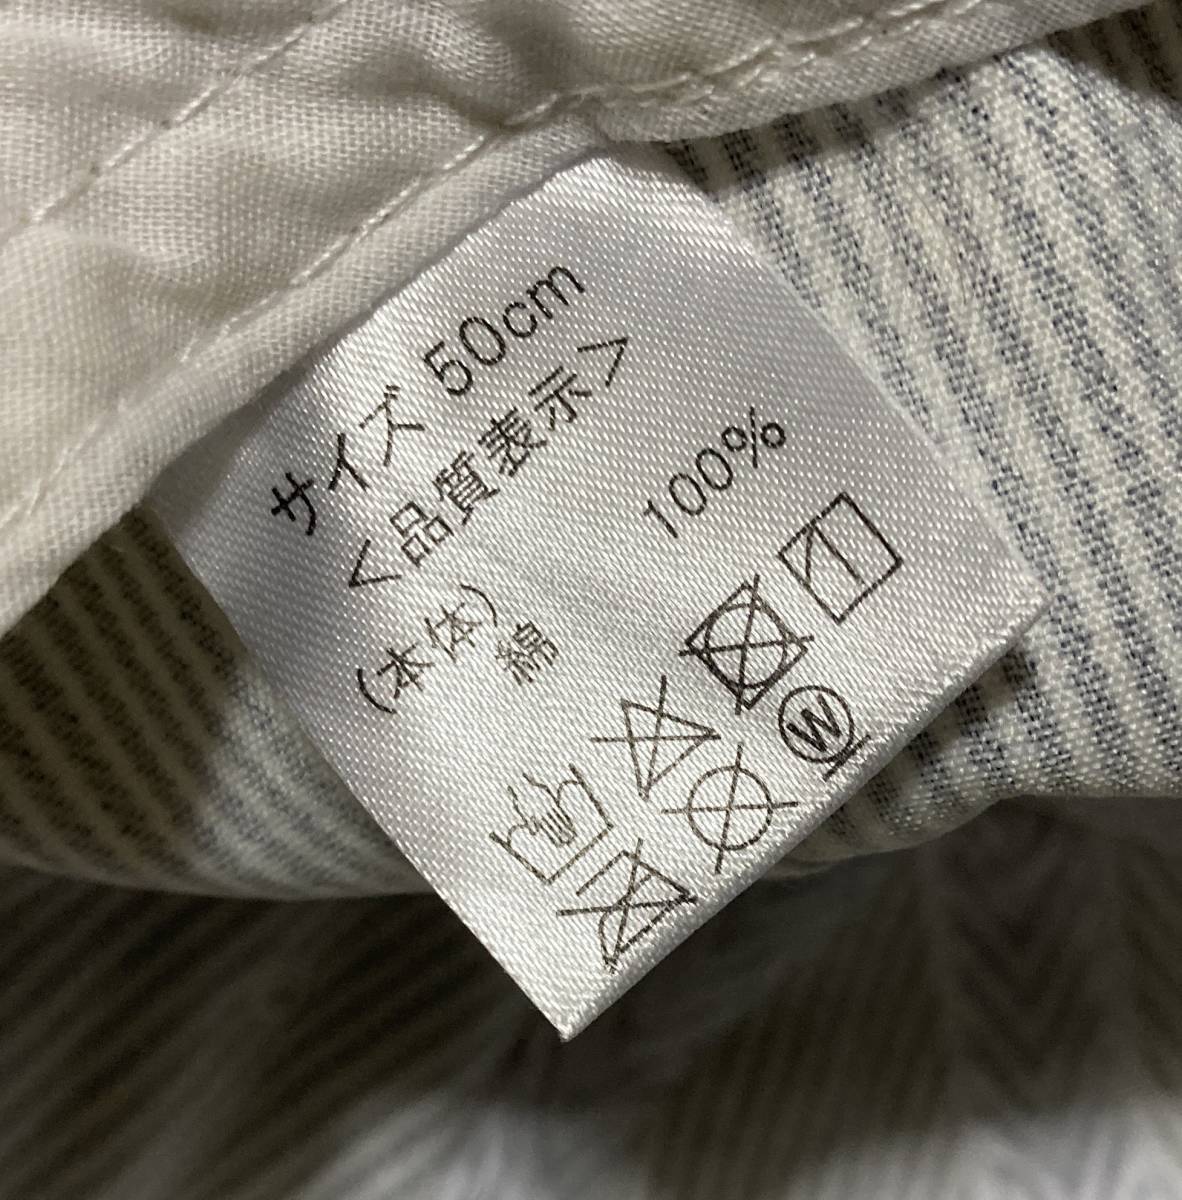 サイズ 50cm
<品質表示>
(本体)
綿 100%
W